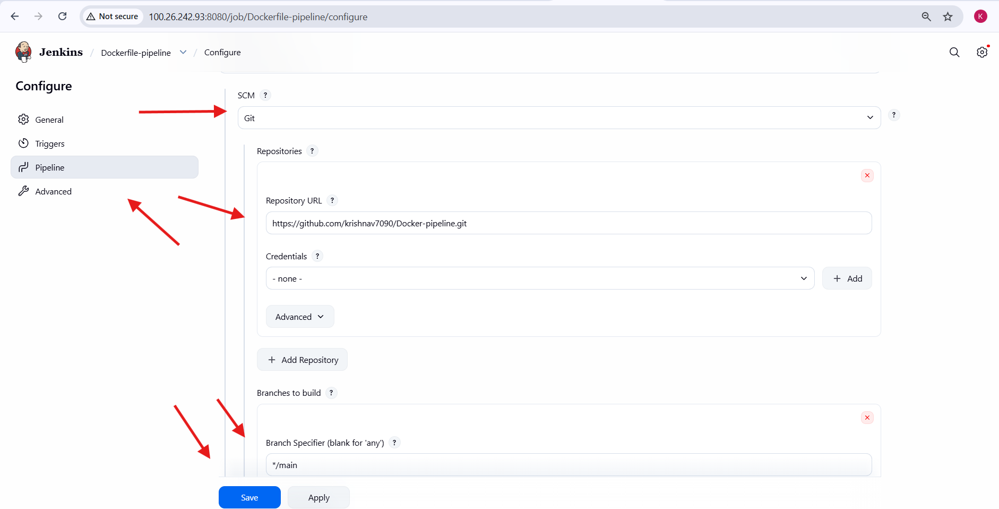 Not secure 100.26.242.93:8080/job/Dockerfile-pipeline/configure K
Jenkins / Dockerfile-pipeline / Configure
Configure
General
Triggers
Pipeline
Advanced
SCM ?
Git
?
Repositories ?
Repository URL ?
https://github.com/krishnav7090/Docker-pipeline.git
Credentials ?
- none -
+ Add
Advanced
+ Add Repository
Branches to build ?
Branch Specifier (blank for 'any') ?
*/main
Save Apply